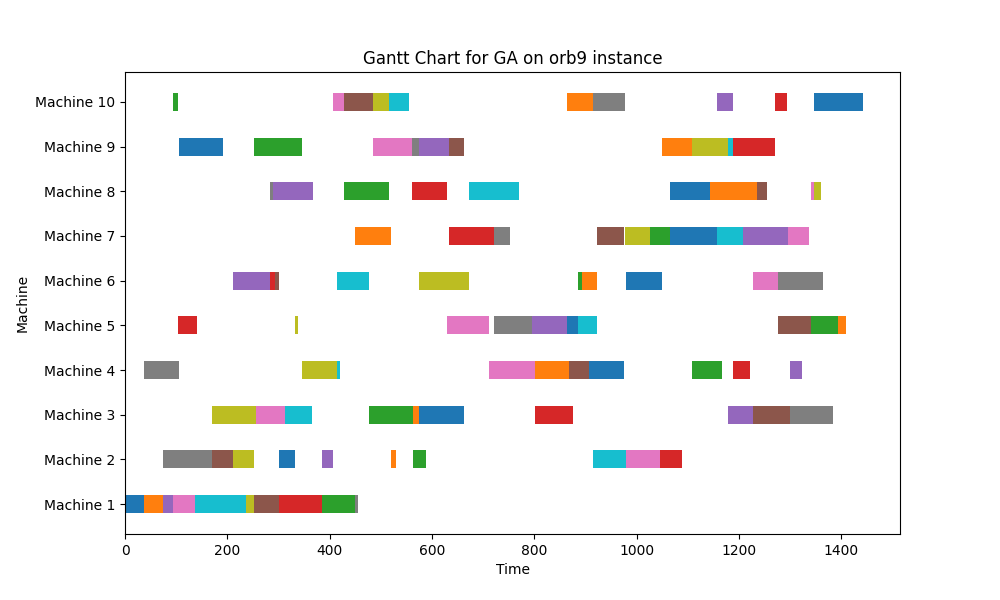 Gantt Chart for GA on orb9 instance
Machine 10
Machine 9
Machine 8
Machine 7
Machine 6
Machine 5
Machine 4
Machine 3
Machine 2
Machine 1
Machine
0 200 400 600 800 1000 1200 1400
Time